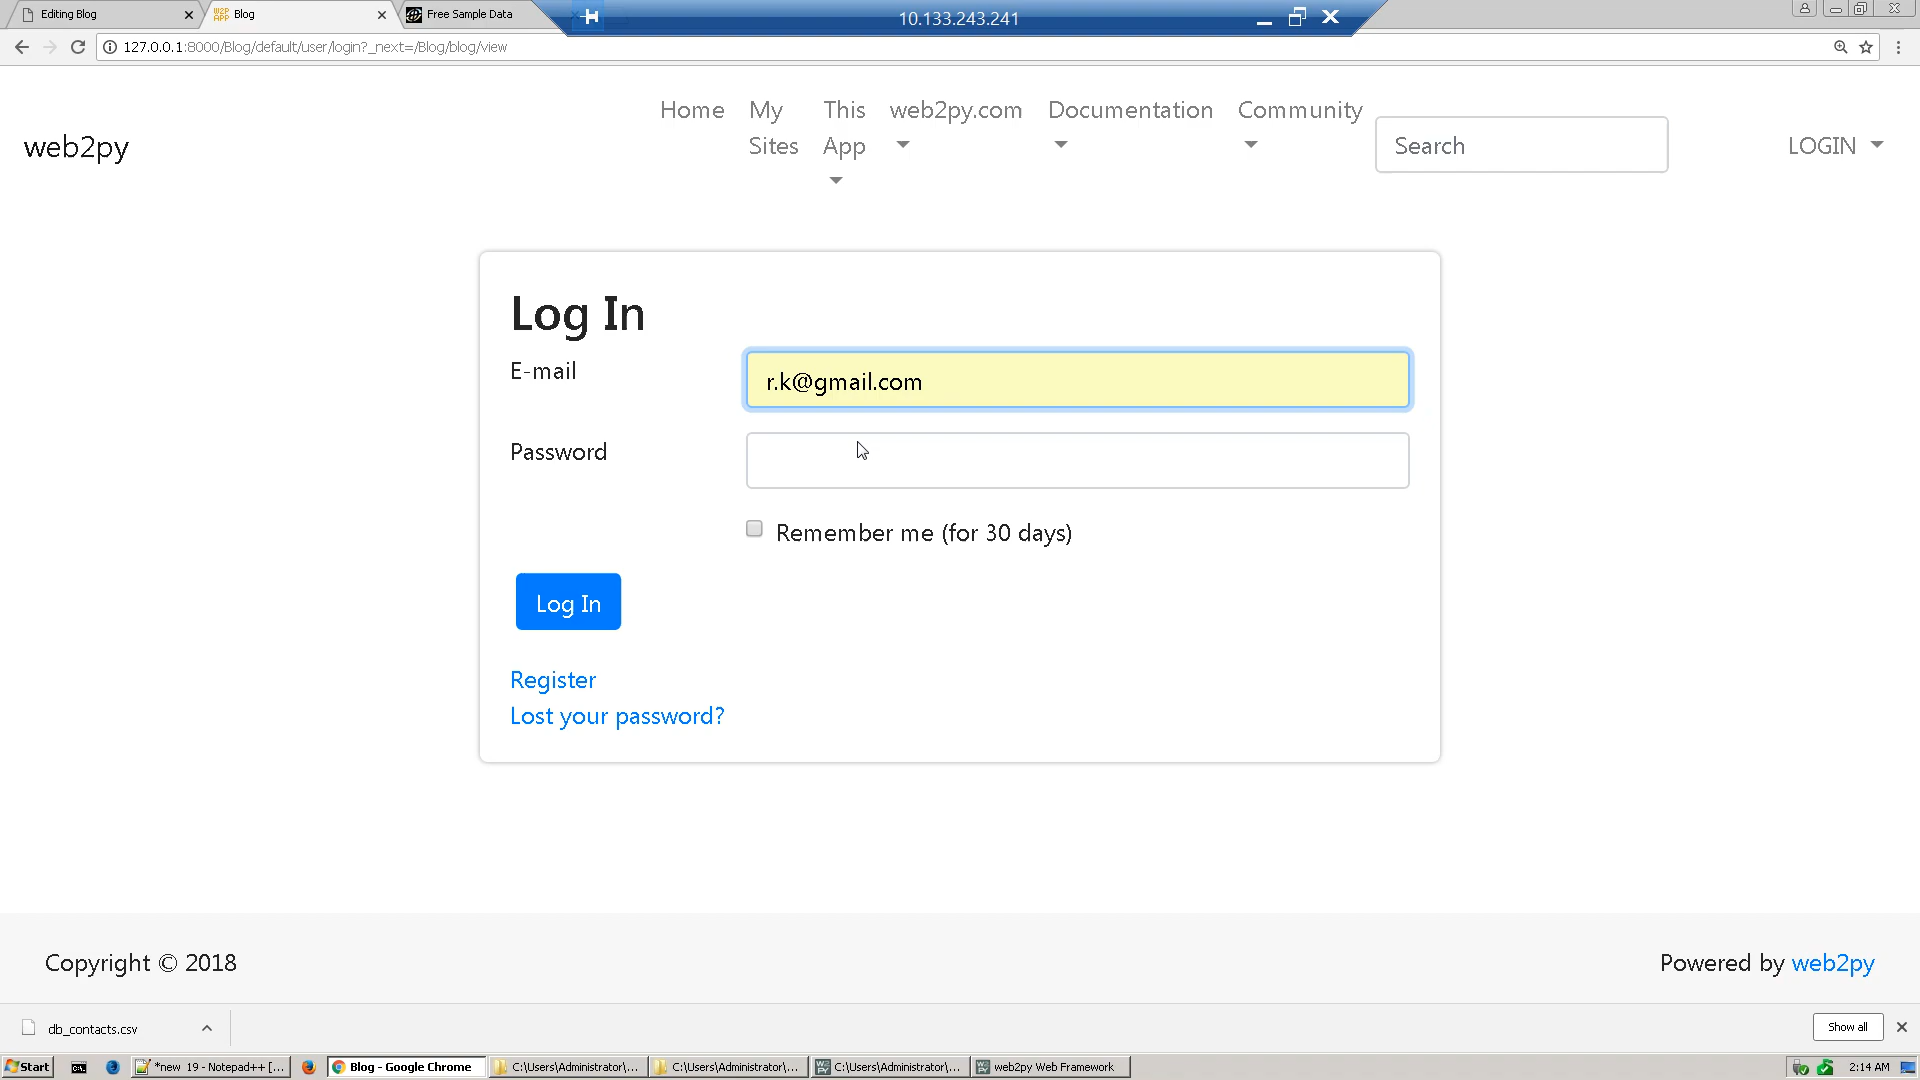 Editing Blog
Blog
Free Sample Data
10.133.243.241
127.0.0.1:8000/Blog/default/user/login?_next=/Blog/blog/view
web2py
Home
My Sites
This App
web2py.com
Documentation
Community
Search
LOGIN
Log In
E-mail
r.k@gmail.com
Password
Remember me (for 30 days)
Log In
Register
Lost your password?
Copyright © 2018
Powered by web2py
db_contacts.csv
Show all
Start
*new 19 - Notepad++ [...
Blog - Google Chrome
C:\Users\Administrator\...
C:\Users\Administrator\...
C:\Users\Administrator\...
web2py Web Framework
2:14 AM